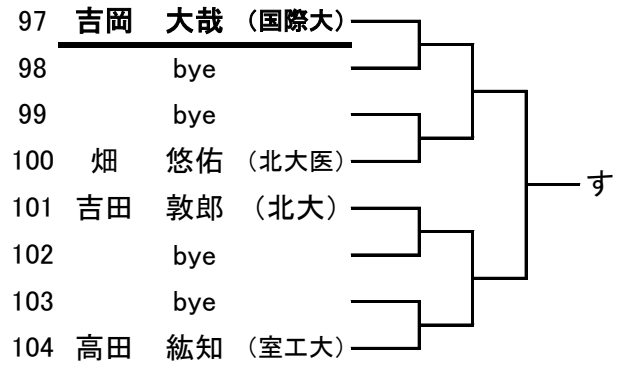 97 吉岡 大哉 (国際大)
98 bye
99 bye
100 畑 悠佑 (北大医)
101 吉田 敦郎 (北大)
102 bye
103 bye
104 高田 紘知 (室工大)
す